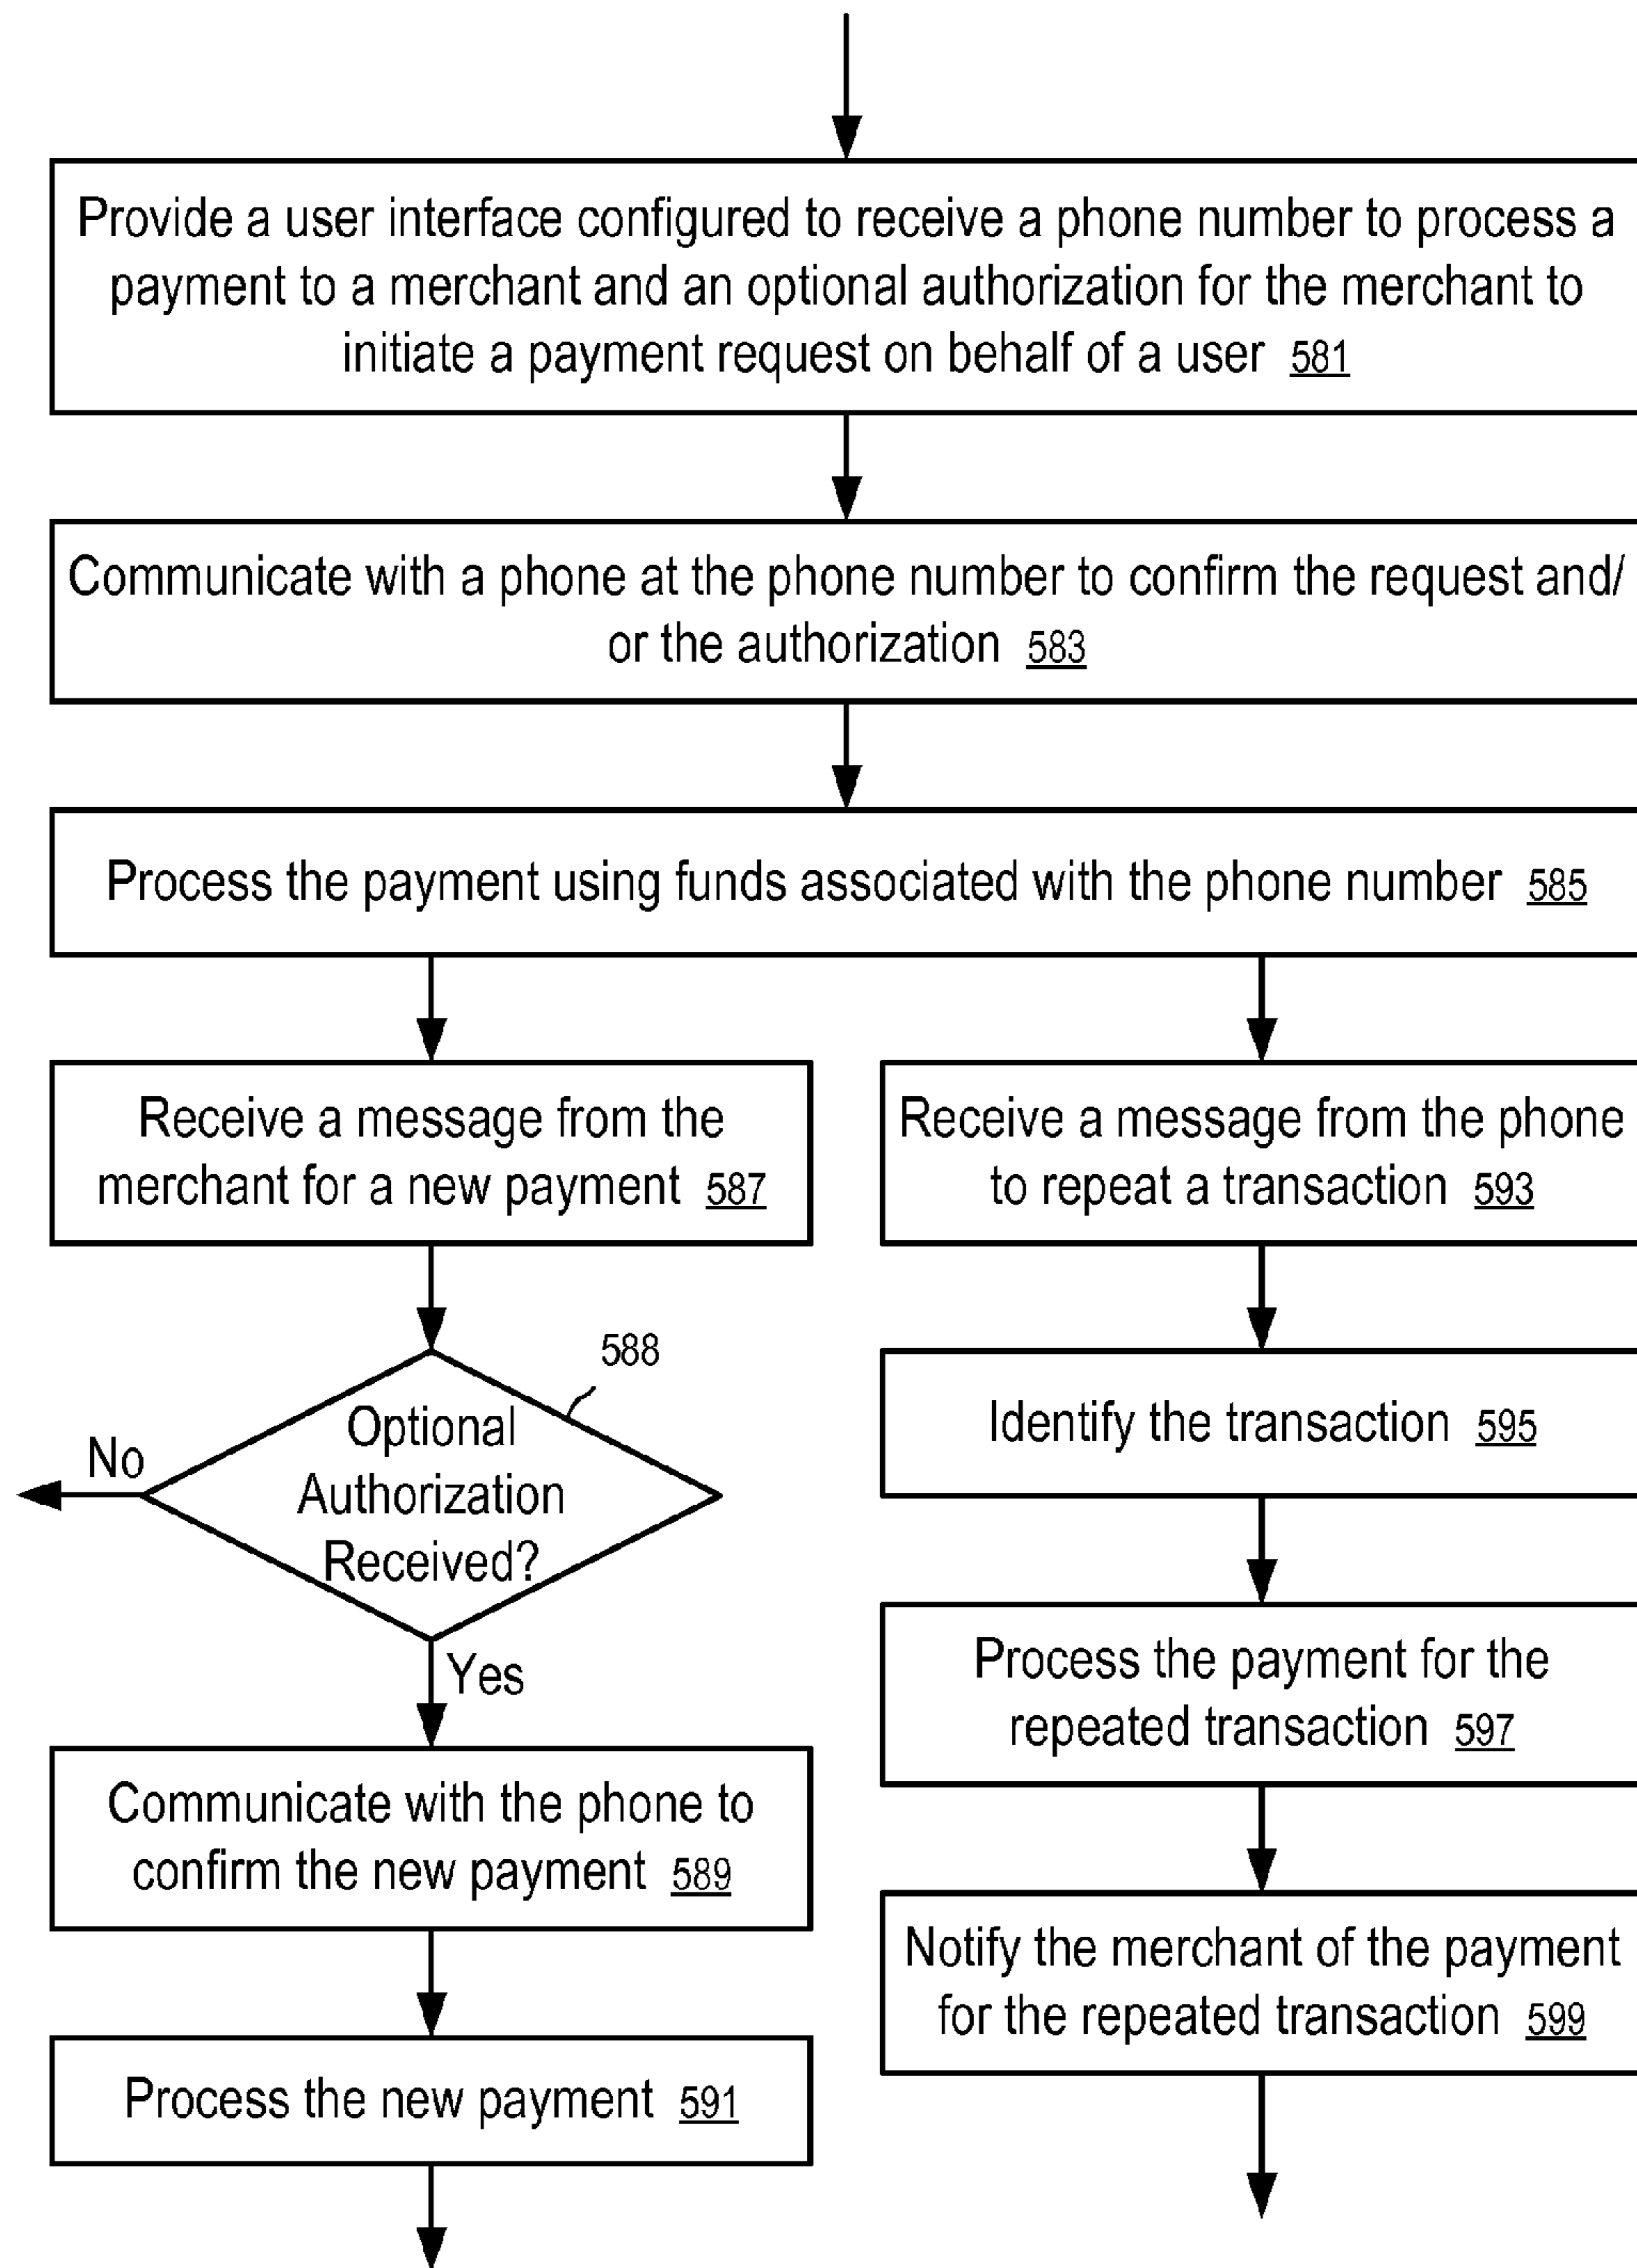 Provide a user interface configured to receive a phone number to process a
payment to a merchant and an optional authorization for the merchant to
initiate a payment request on behalf of a user 581
Communicate with a phone at the phone number to confirm the request and/
or the authorization 583
Process the payment using funds associated with the phone number 585
Receive a message from the
merchant for a new payment 587
588
Optional
Authorization
Received?
No
Yes
Communicate with the phone to
confirm the new payment 589
Process the new payment 591
Receive a message from the phone
to repeat a transaction 593
Identify the transaction 595
Process the payment for the
repeated transaction 597
Notify the merchant of the payment
for the repeated transaction 599